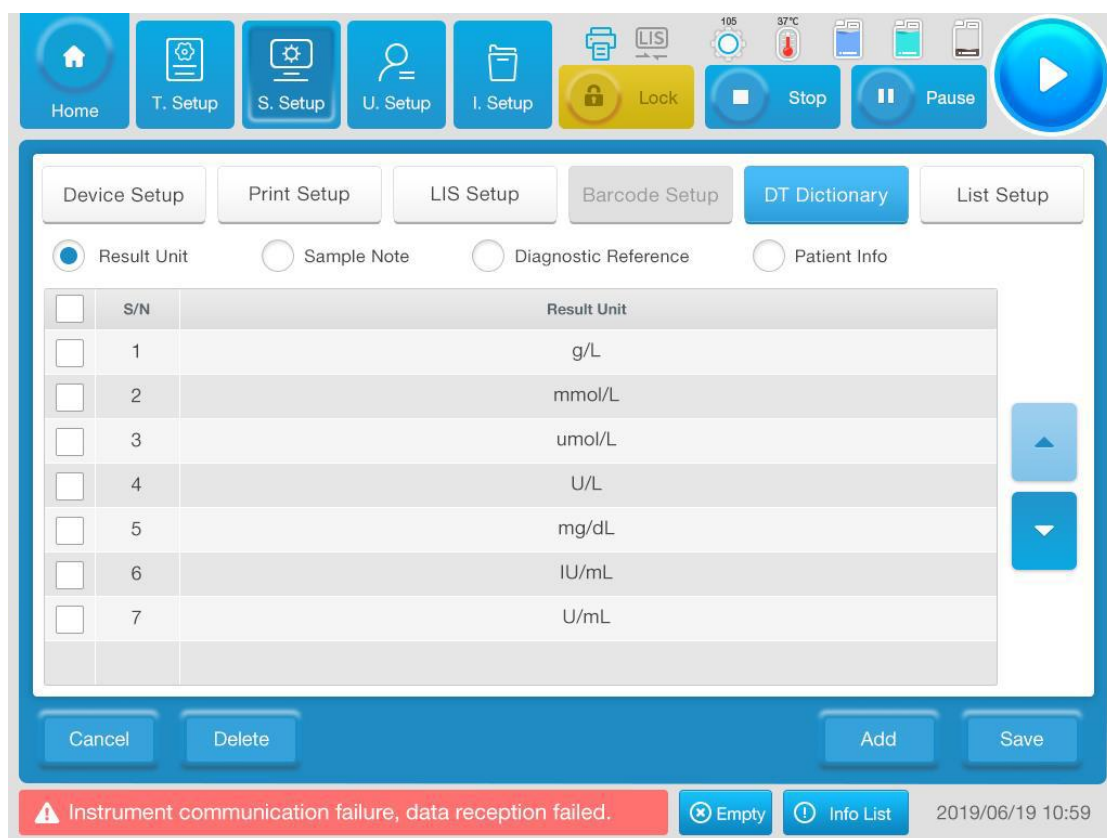 105 37°C
LIS
Home T. Setup S. Setup U. Setup I. Setup Lock Stop Pause
Device Setup Print Setup LIS Setup Barcode Setup DT Dictionary List Setup
Result Unit Sample Note Diagnostic Reference Patient Info
S/N Result Unit
1 g/L
2 mmol/L
3 umol/L
4 U/L
5 mg/dL
6 IU/mL
7 U/mL
Cancel Delete Add Save
Instrument communication failure, data reception failed. Empty Info List 2019/06/19 10:59